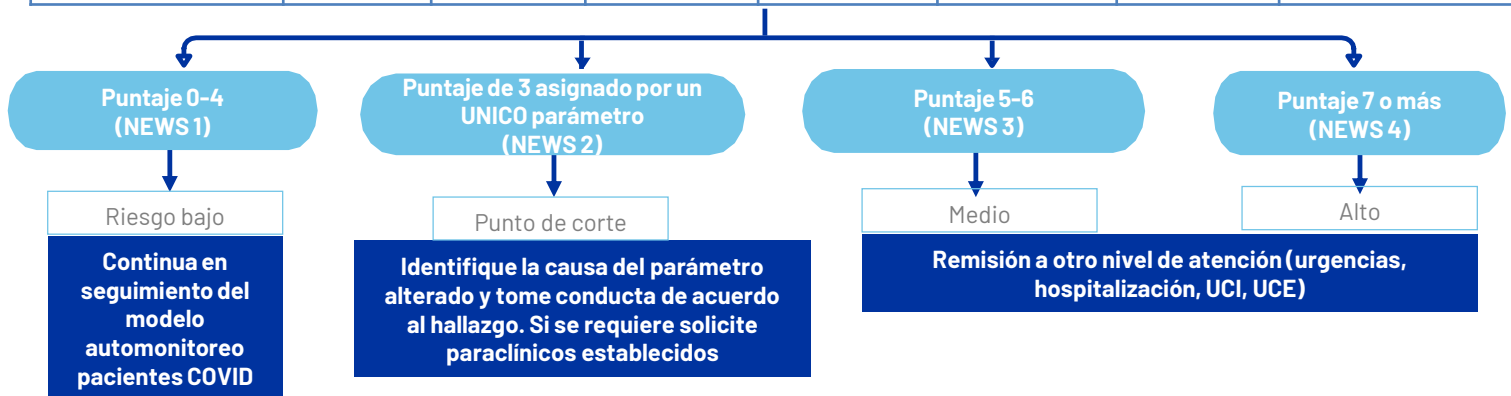 Puntaje 0-4
(NEWS 1)
Puntaje de 3 asignado por un
UNICO parámetro
(NEWS 2)
Puntaje 5-6
(NEWS 3)
Puntaje 7 o más
(NEWS 4)
Riesgo bajo
Punto de corte
Medio
Alto
Continua en
seguimiento del
modelo
automonitoreo
pacientes COVID
Identifique la causa del parámetro
alterado y tome conducta de acuerdo
al hallazgo. Si se requiere solicite
paraclínicos establecidos
Remisión a otro nivel de atención (urgencias,
hospitalización, UCI, UCE)